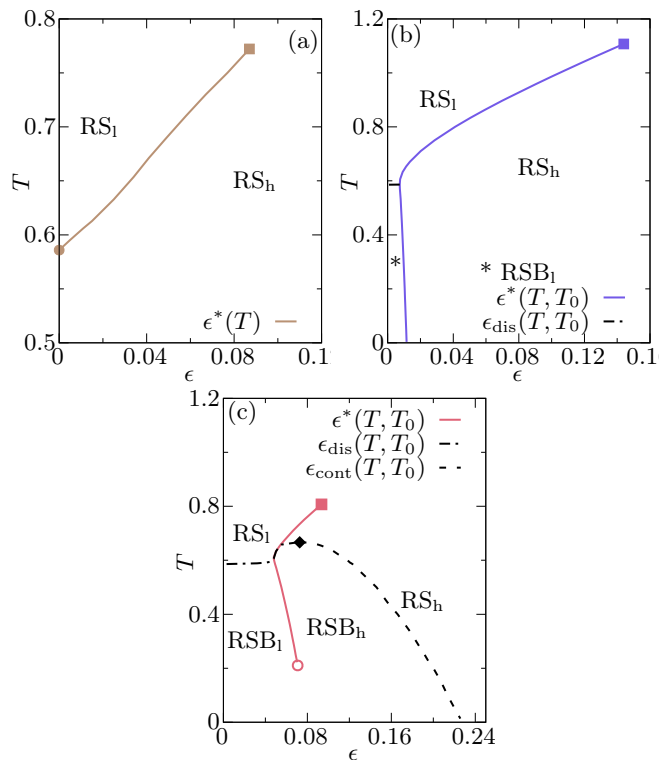 0.8
(a)
RSₗ
0.7
T
RSₕ
0.6
ϵ*(T)
0.5
0 0.04 0.08 0.1
ϵ
1.2
(b)
RSₗ
0.8
T
RSₕ
0.4
*
* RSBₗ
ϵ*(T, T₀)
ϵdis(T, T₀)
0
0 0.04 0.08 0.12 0.16
ϵ
1.2
(c)
ϵ*(T, T₀)
ϵdis(T, T₀)
ϵcont(T, T₀)
0.8
RSₗ
T
RSₕ
0.4
RSBₗ RSBₕ
0
0 0.08 0.16 0.24
ϵ